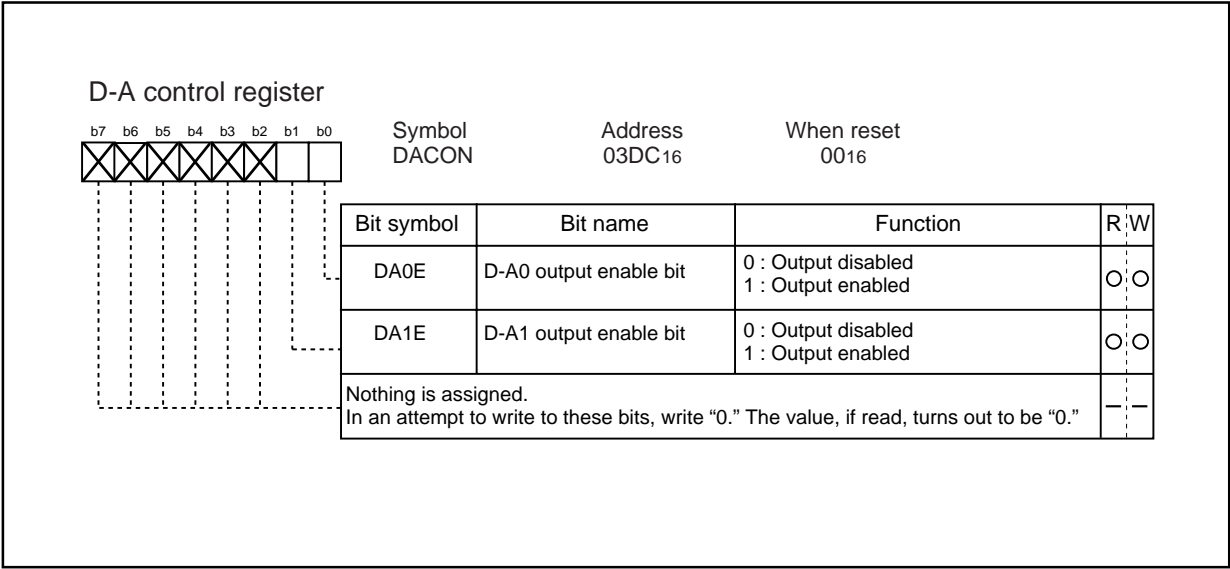 D-A control register
b7 b6 b5 b4 b3 b2 b1 b0
Symbol Address When reset
DACON 03DC16 0016
Bit symbol Bit name Function R W
DA0E D-A0 output enable bit 0 : Output disabled
1 : Output enabled
DA1E D-A1 output enable bit 0 : Output disabled
1 : Output enabled
Nothing is assigned.
In an attempt to write to these bits, write “0.” The value, if read, turns out to be “0.”